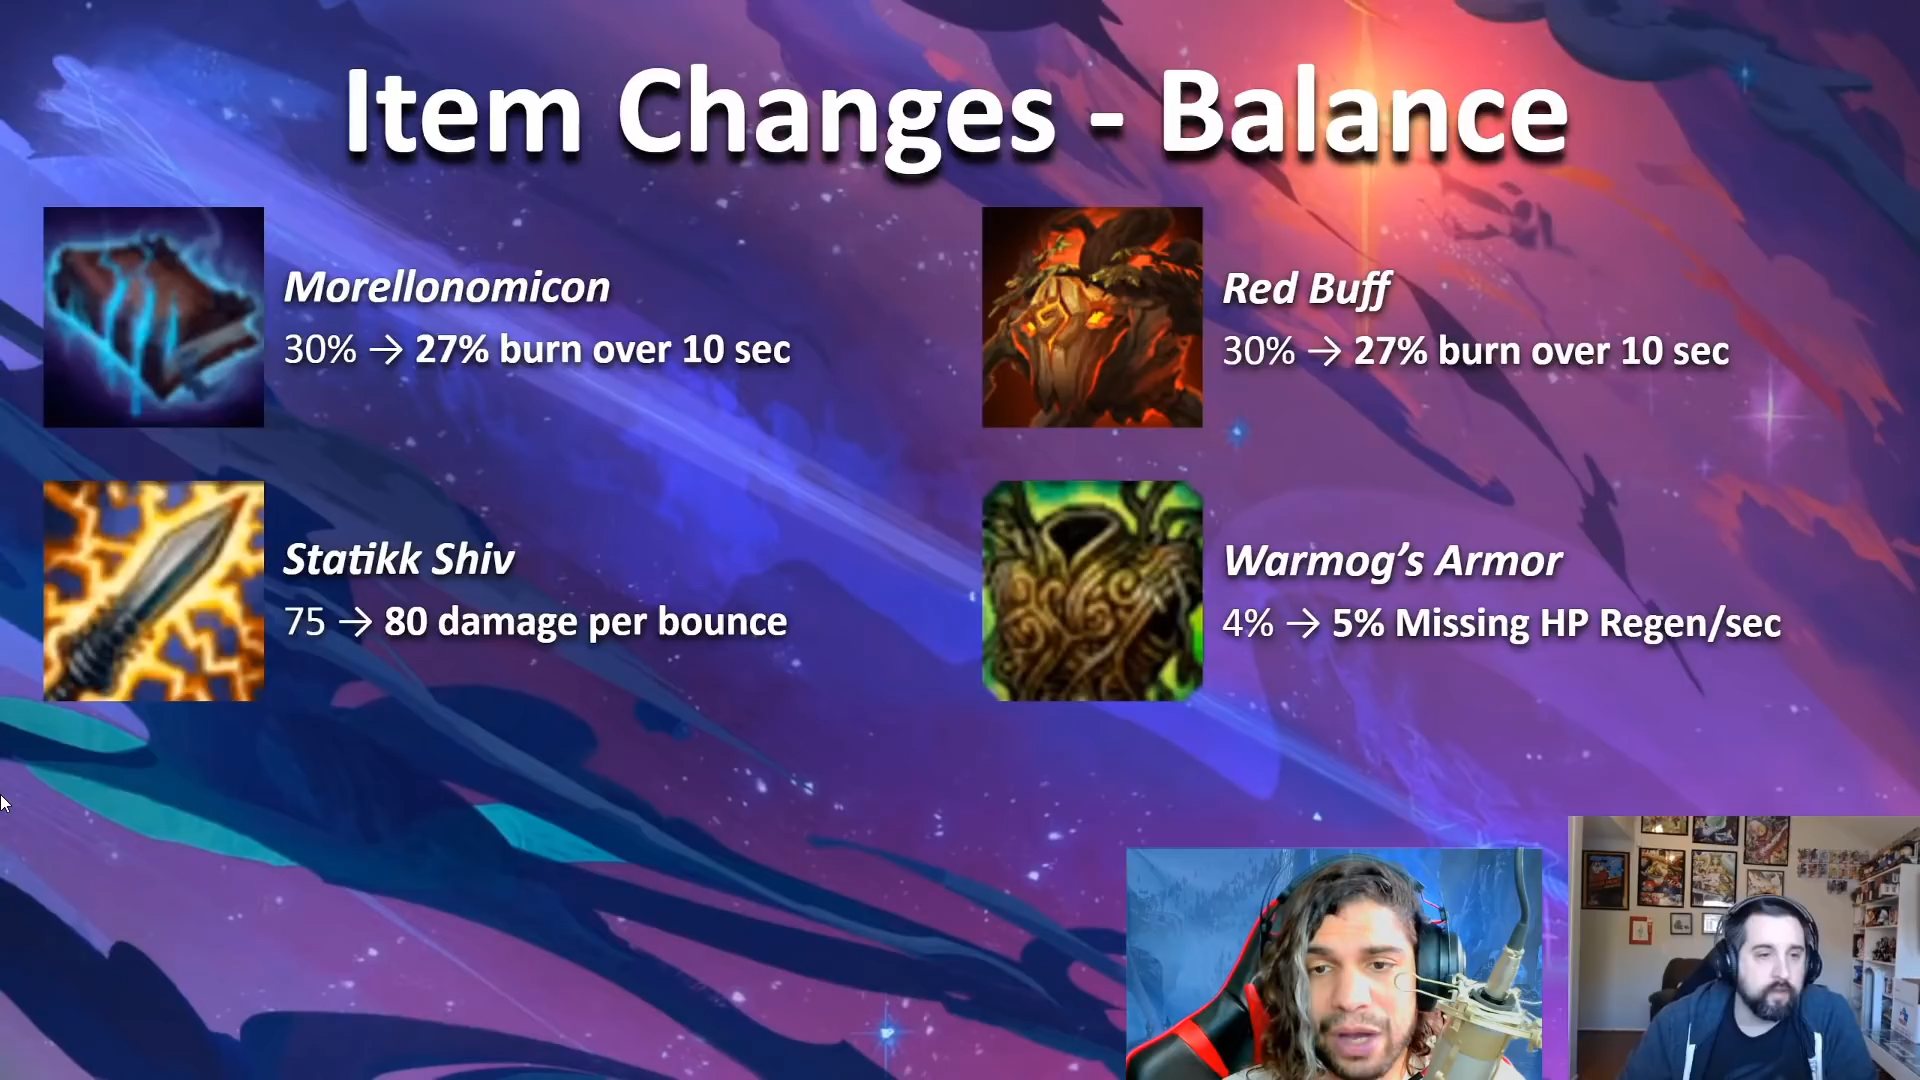 Item Changes - Balance
Morellonomicon
30% → 27% burn over 10 sec
Red Buff
30% → 27% burn over 10 sec
Statikk Shiv
75 → 80 damage per bounce
Warmog's Armor
4% → 5% Missing HP Regen/sec